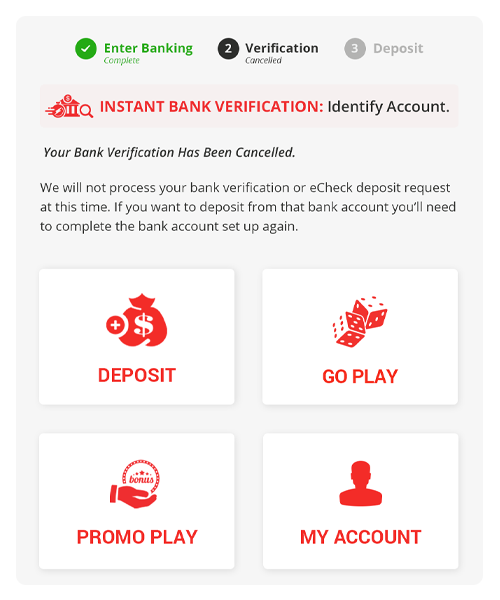 Enter Banking
Complete
2
Verification
Cancelled
3
Deposit
INSTANT BANK VERIFICATION: Identify Account.
Your Bank Verification Has Been Cancelled.
We will not process your bank verification or eCheck deposit request
at this time. If you want to deposit from that bank account you’ll need
to complete the bank account set up again.
$
DEPOSIT
GO PLAY
bonus
PROMO PLAY
MY ACCOUNT